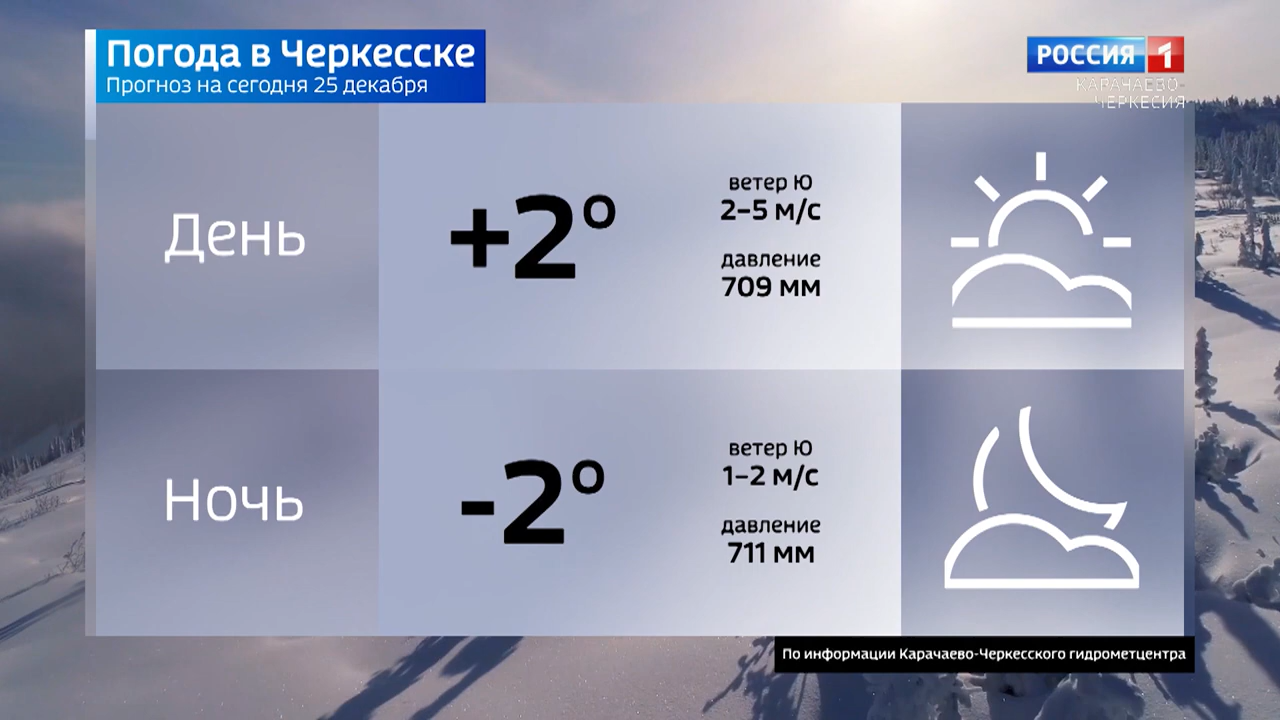 Погода в Черкесске
Прогноз на сегодня 25 декабря
РОССИЯ 1
КАРАЧАЕВО-
ЧЕРКЕСИЯ
День
+2°
ветер Ю
2–5 м/с
давление
709 мм
Ночь
-2°
ветер Ю
1–2 м/с
давление
711 мм
По информации Карачаево-Черкесского гидрометцентра